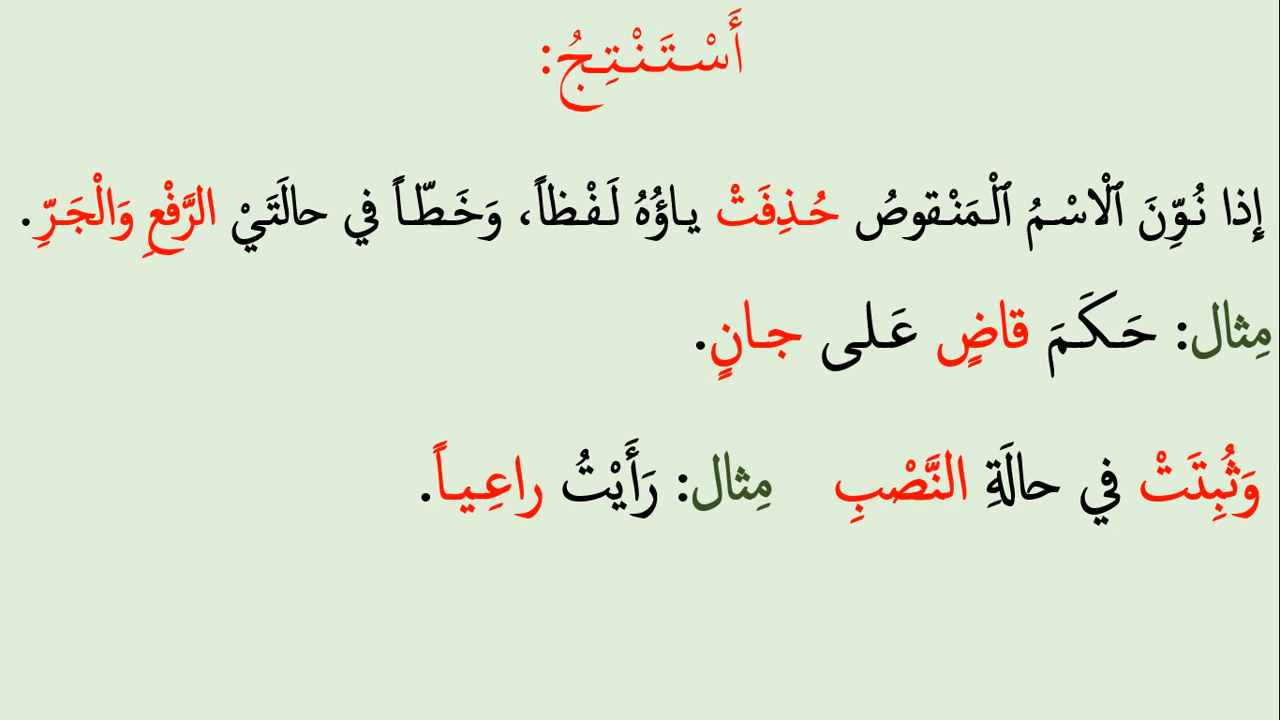 أَسْتَنْتِجُ:
إِذا نُوِّنَ ٱلْاسْمُ ٱلْمَنْقوصُ حُذِفَتْ ياؤُهُ لَفْظاً، وَخَطّاً في حالَتَيْ الرَّفْعِ وَالْجَرِّ.
مِثال: حَكَمَ قاضٍ عَلى جانٍ.
وَثُبِتَتْ في حالَةِ النَّصْبِ مِثال: رَأَيْتُ راعِياً.